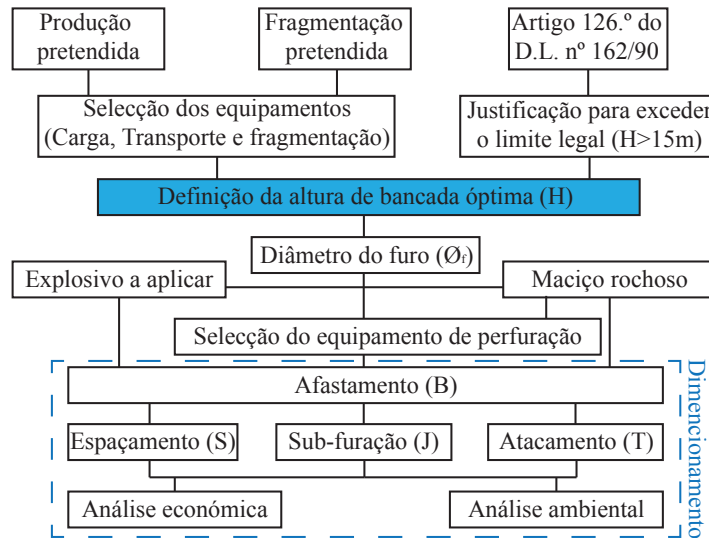 Produção
pretendida
Fragmentação
pretendida
Artigo 126.º do
D.L. nº 162/90
Selecção dos equipamentos
(Carga, Transporte e fragmentação)
Justificação para exceder
o limite legal (H>15m)
Definição da altura de bancada óptima (H)
Diâmetro do furo (Øf)
Explosivo a aplicar
Maciço rochoso
Selecção do equipamento de perfuração
Afastamento (B)
Espaçamento (S)
Sub-furação (J)
Atacamento (T)
Análise económica
Análise ambiental
Dimencionamento